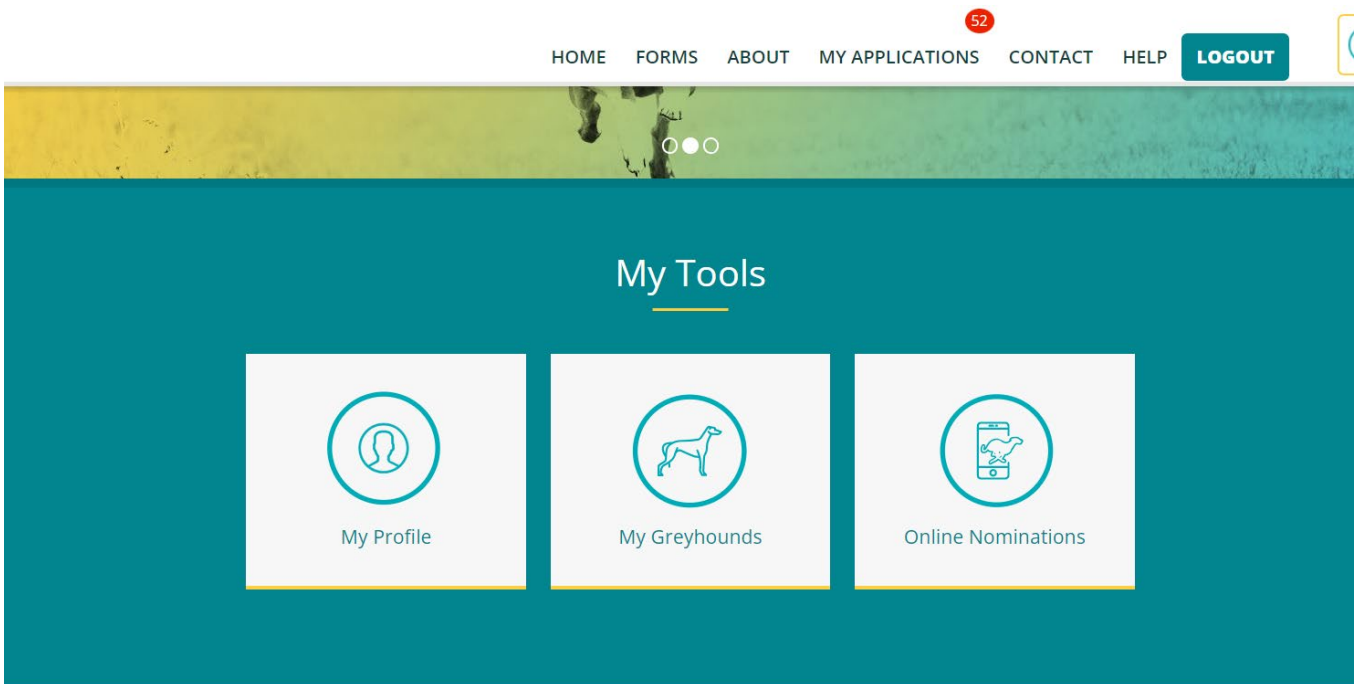 52
HOME FORMS ABOUT MY APPLICATIONS CONTACT HELP LOGOUT
My Tools
My Profile My Greyhounds Online Nominations